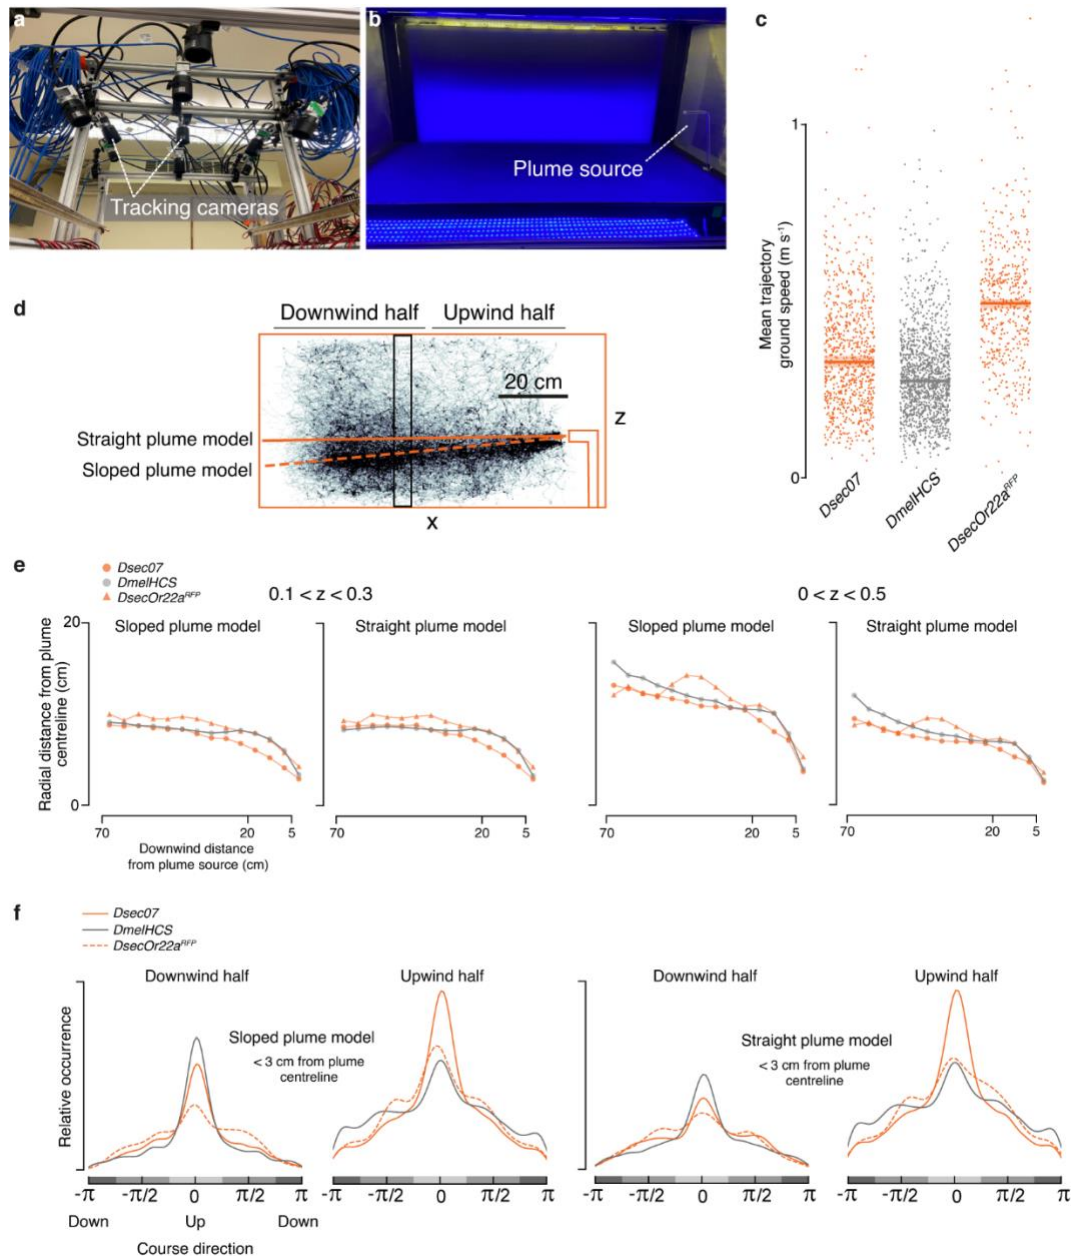 a
Tracking cameras
b
Plume source
c
1
Mean trajectory
ground speed (m s⁻¹)
0
Dsec07
DmelHCS
DsecOr22aᴿꟳᴾ
d
Downwind half
Upwind half
20 cm
z
Straight plume model
Sloped plume model
x
e
Dsec07
DmelHCS
DsecOr22aᴿꟳᴾ
0.1 < z < 0.3
0 < z < 0.5
Sloped plume model
Straight plume model
Sloped plume model
Straight plume model
20
Radial distance from plume
centreline (cm)
0
70 20 5
70 20 5
70 20 5
70 20 5
Downwind distance
from plume source (cm)
f
Dsec07
DmelHCS
DsecOr22aᴿꟳᴾ
Downwind half
Upwind half
Downwind half
Upwind half
Sloped plume model
< 3 cm from plume
centreline
Straight plume model
< 3 cm from plume
centreline
Relative occurrence
-π -π/2 0 π/2 π
-π -π/2 0 π/2 π
-π -π/2 0 π/2 π
-π -π/2 0 π/2 π
Down Up Down
Course direction